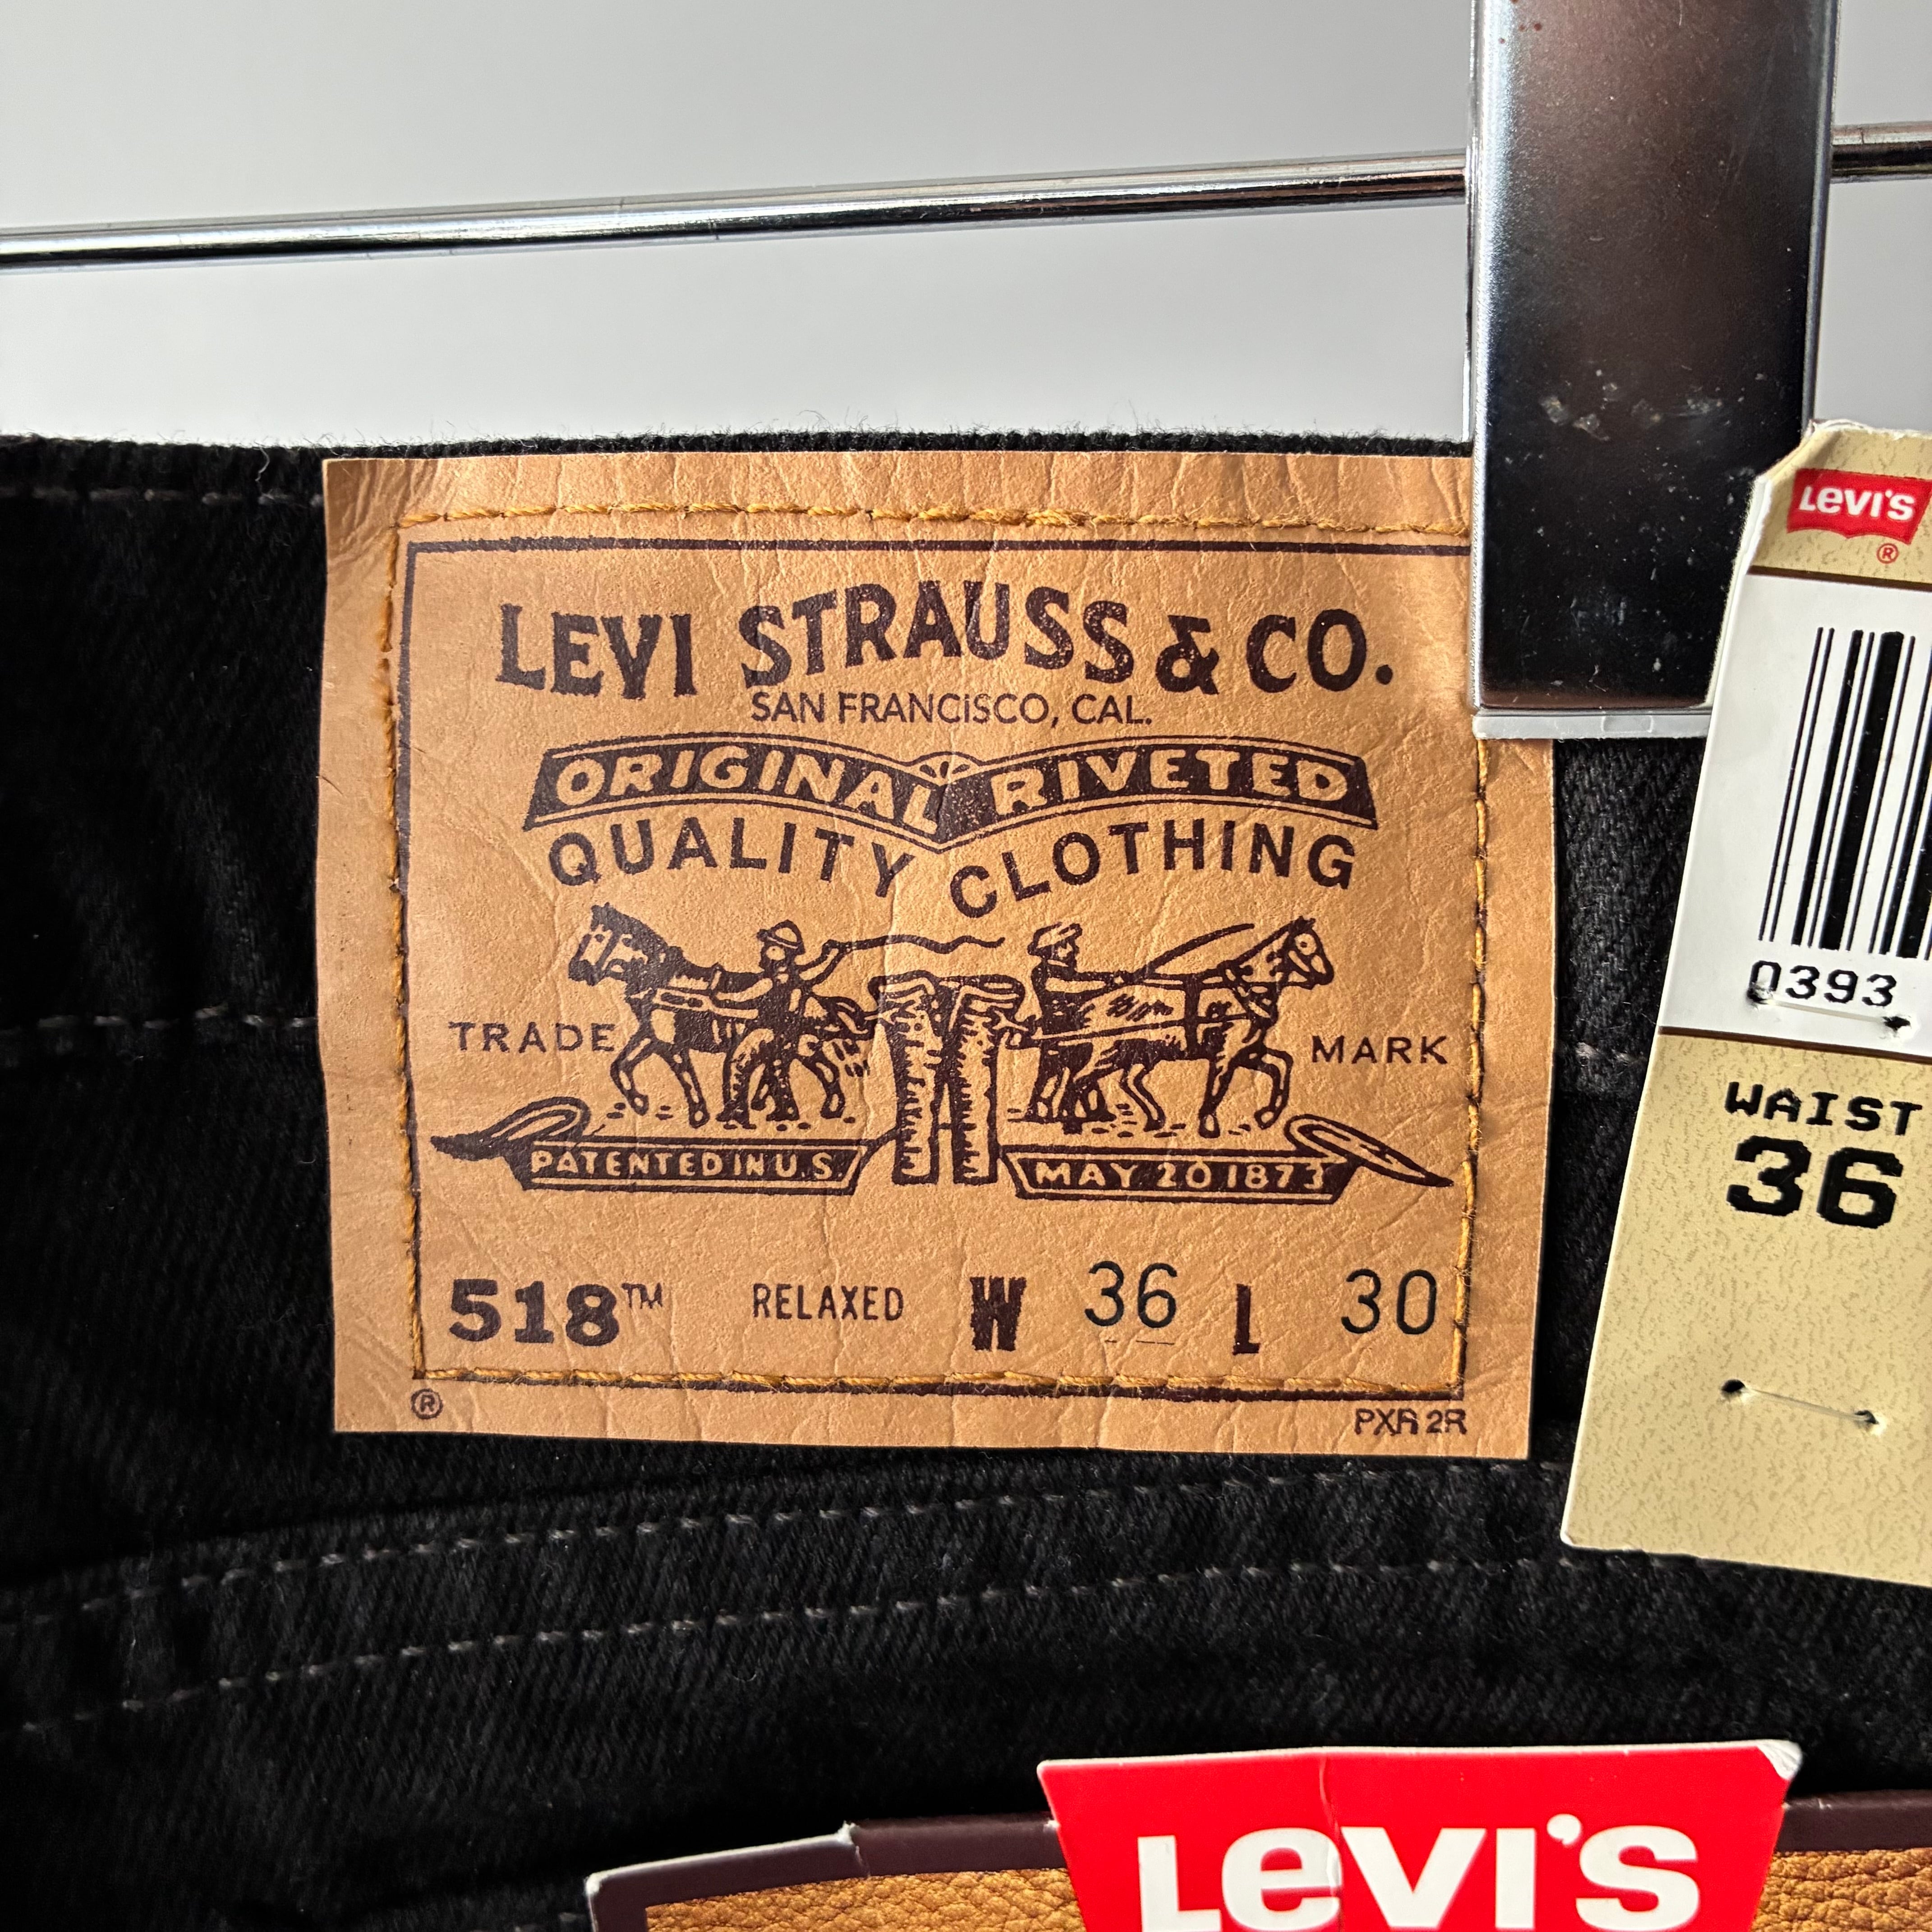 LEVI STRAUSS & CO.
SAN FRANCISCO, CAL.
ORIGINAL RIVETED
QUALITY CLOTHING
TRADE MARK
PATENTED IN U.S. MAY 20 1873
518™ RELAXED W 36 L 30
®
PXR 2R
LEVI'S
®
0393
WAIST
36
LEVI'S